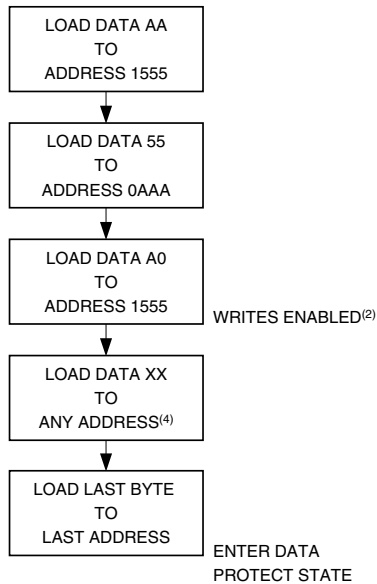 LOAD DATA AA
TO
ADDRESS 1555
LOAD DATA 55
TO
ADDRESS 0AAA
LOAD DATA A0
TO
ADDRESS 1555
WRITES ENABLED(2)
LOAD DATA XX
TO
ANY ADDRESS(4)
LOAD LAST BYTE
TO
LAST ADDRESS
ENTER DATA
PROTECT STATE